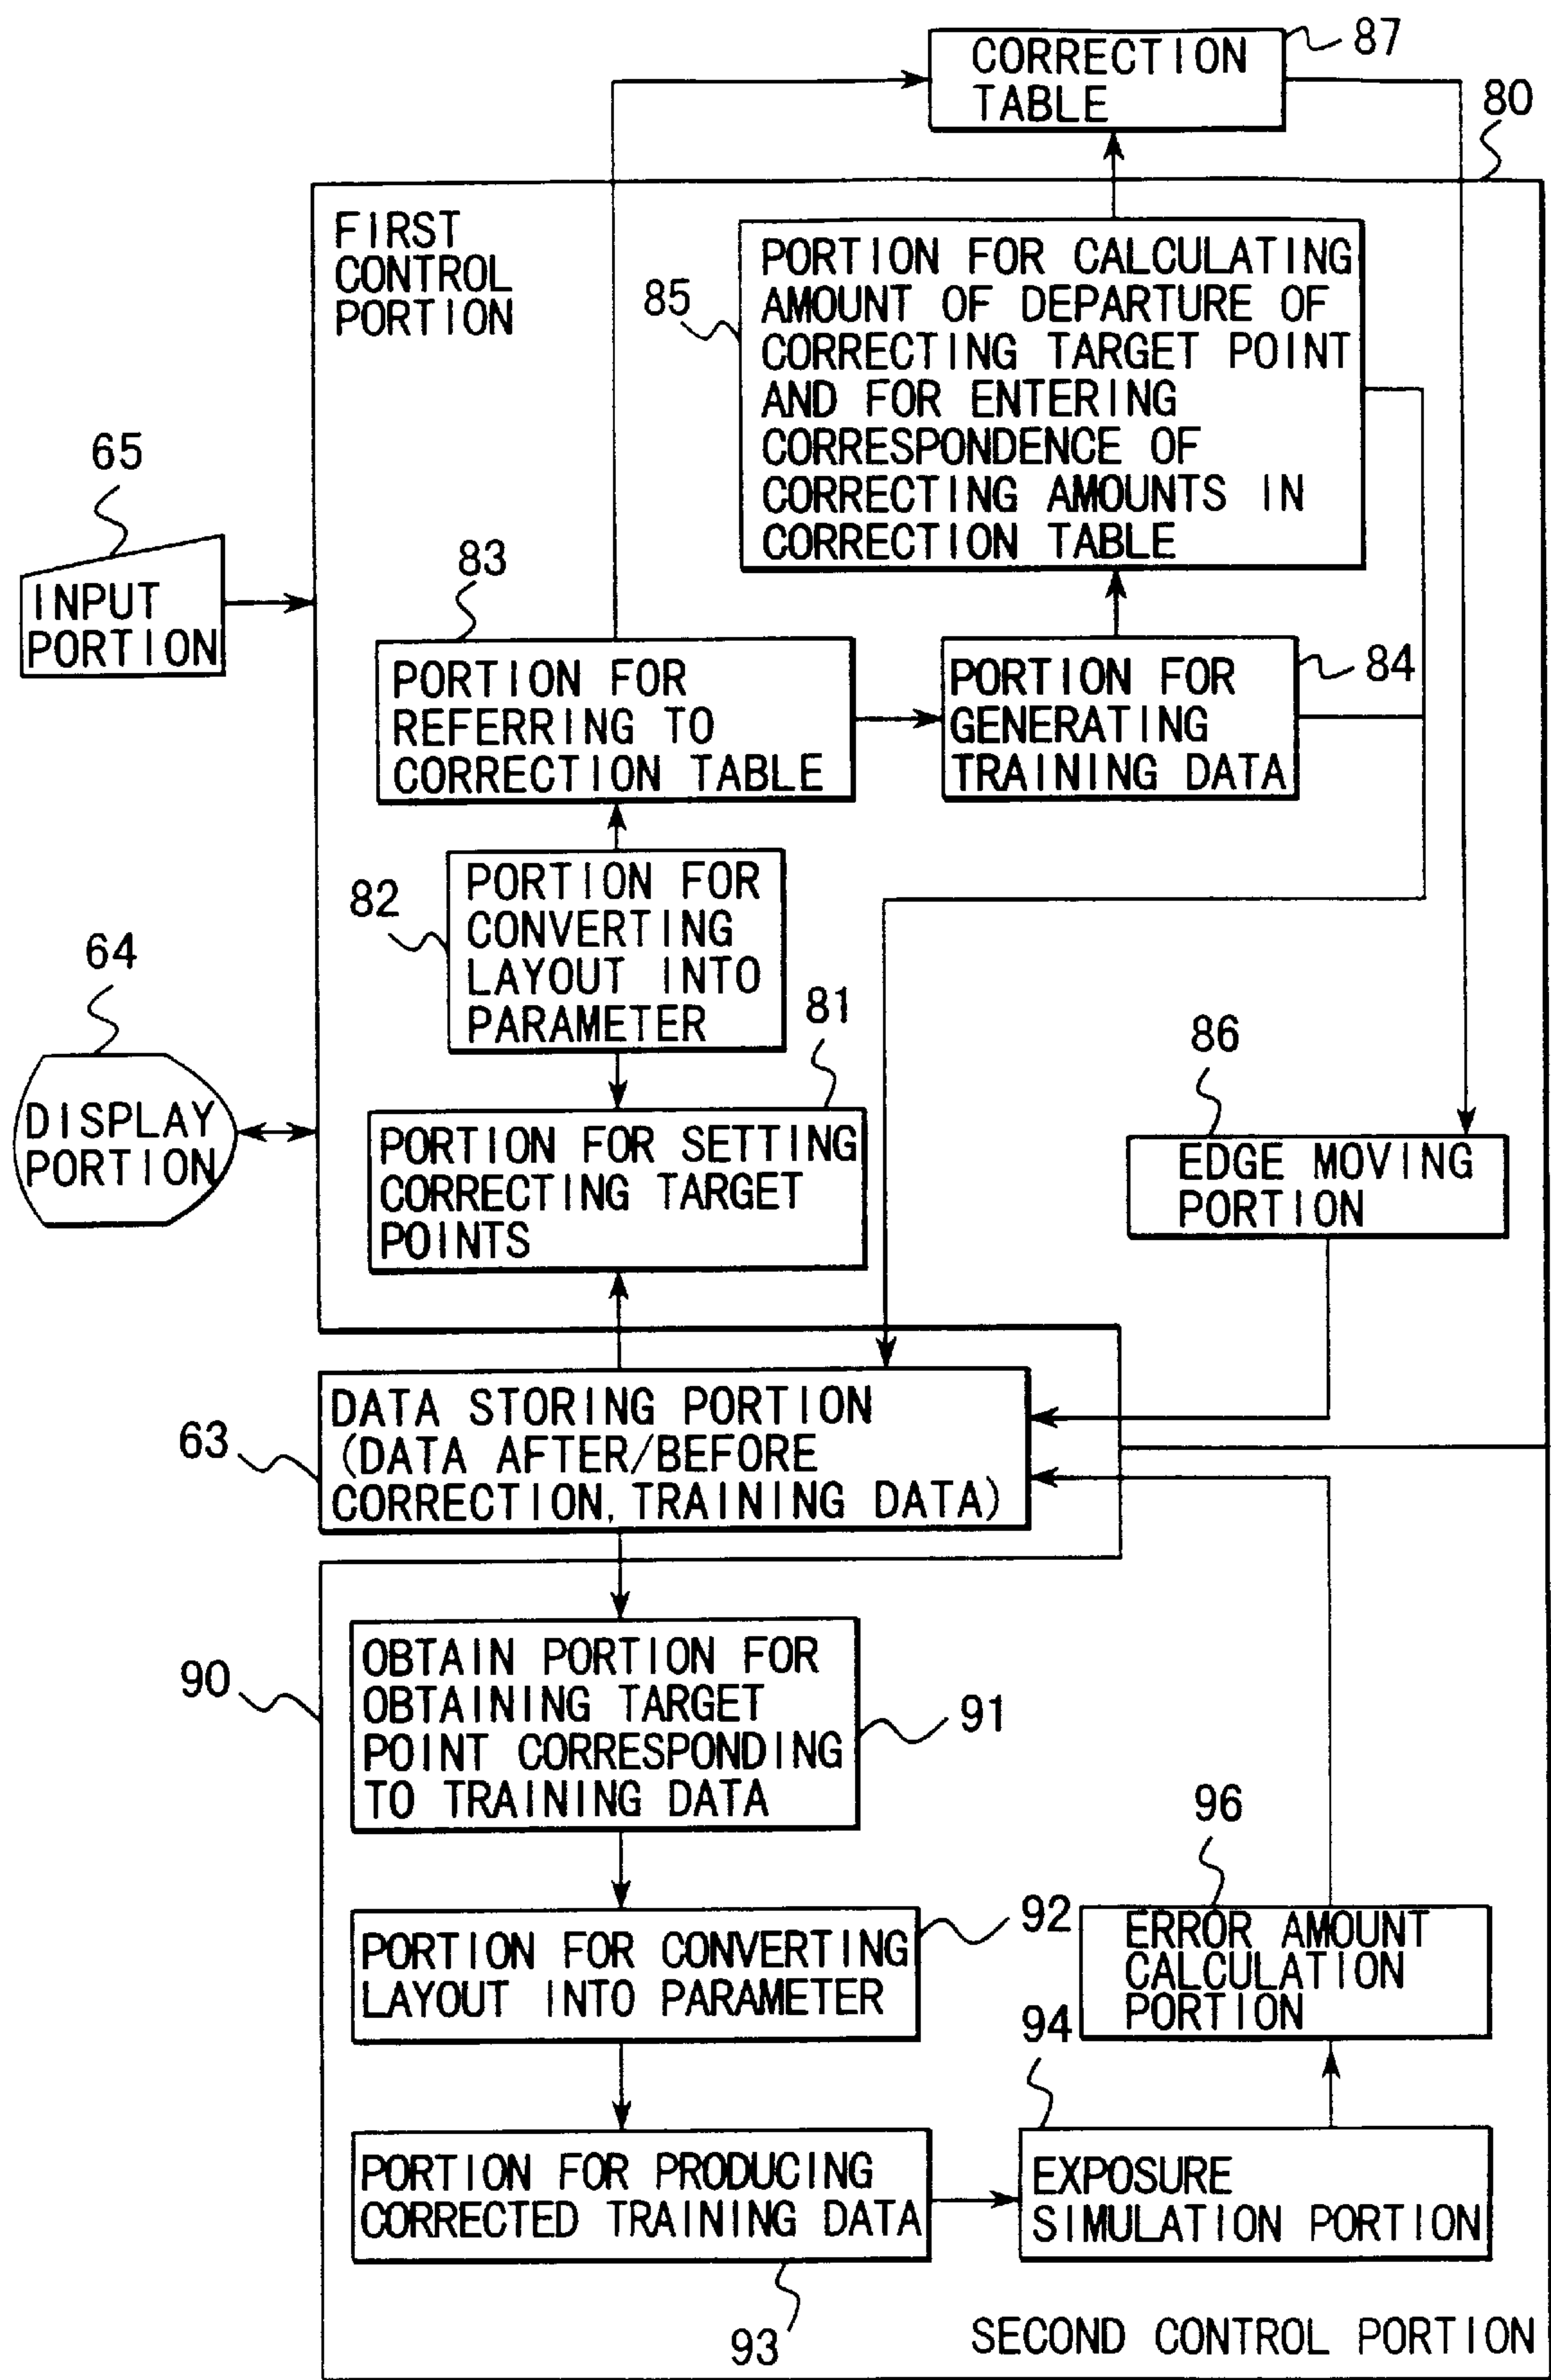 CORRECTION
TABLE
87
80
FIRST
CONTROL
PORTION
85
PORTION FOR CALCULATING
AMOUNT OF DEPARTURE OF
CORRECTING TARGET POINT
AND FOR ENTERING
CORRESPONDENCE OF
CORRECTING AMOUNTS IN
CORRECTION TABLE
65
INPUT
PORTION
83
PORTION FOR
REFERRING TO
CORRECTION TABLE
PORTION FOR
GENERATING
TRAINING DATA
84
82
PORTION FOR
CONVERTING
LAYOUT INTO
PARAMETER
64
DISPLAY
PORTION
81
PORTION FOR SETTING
CORRECTING TARGET
POINTS
86
EDGE MOVING
PORTION
63
DATA STORING PORTION
(DATA AFTER/BEFORE
CORRECTION, TRAINING DATA)
90
OBTAIN PORTION FOR
OBTAINING TARGET
POINT CORRESPONDING
TO TRAINING DATA
91
92
PORTION FOR CONVERTING
LAYOUT INTO PARAMETER
96
ERROR AMOUNT
CALCULATION
PORTION
94
PORTION FOR PRODUCING
CORRECTED TRAINING DATA
93
EXPOSURE
SIMULATION PORTION
SECOND CONTROL PORTION